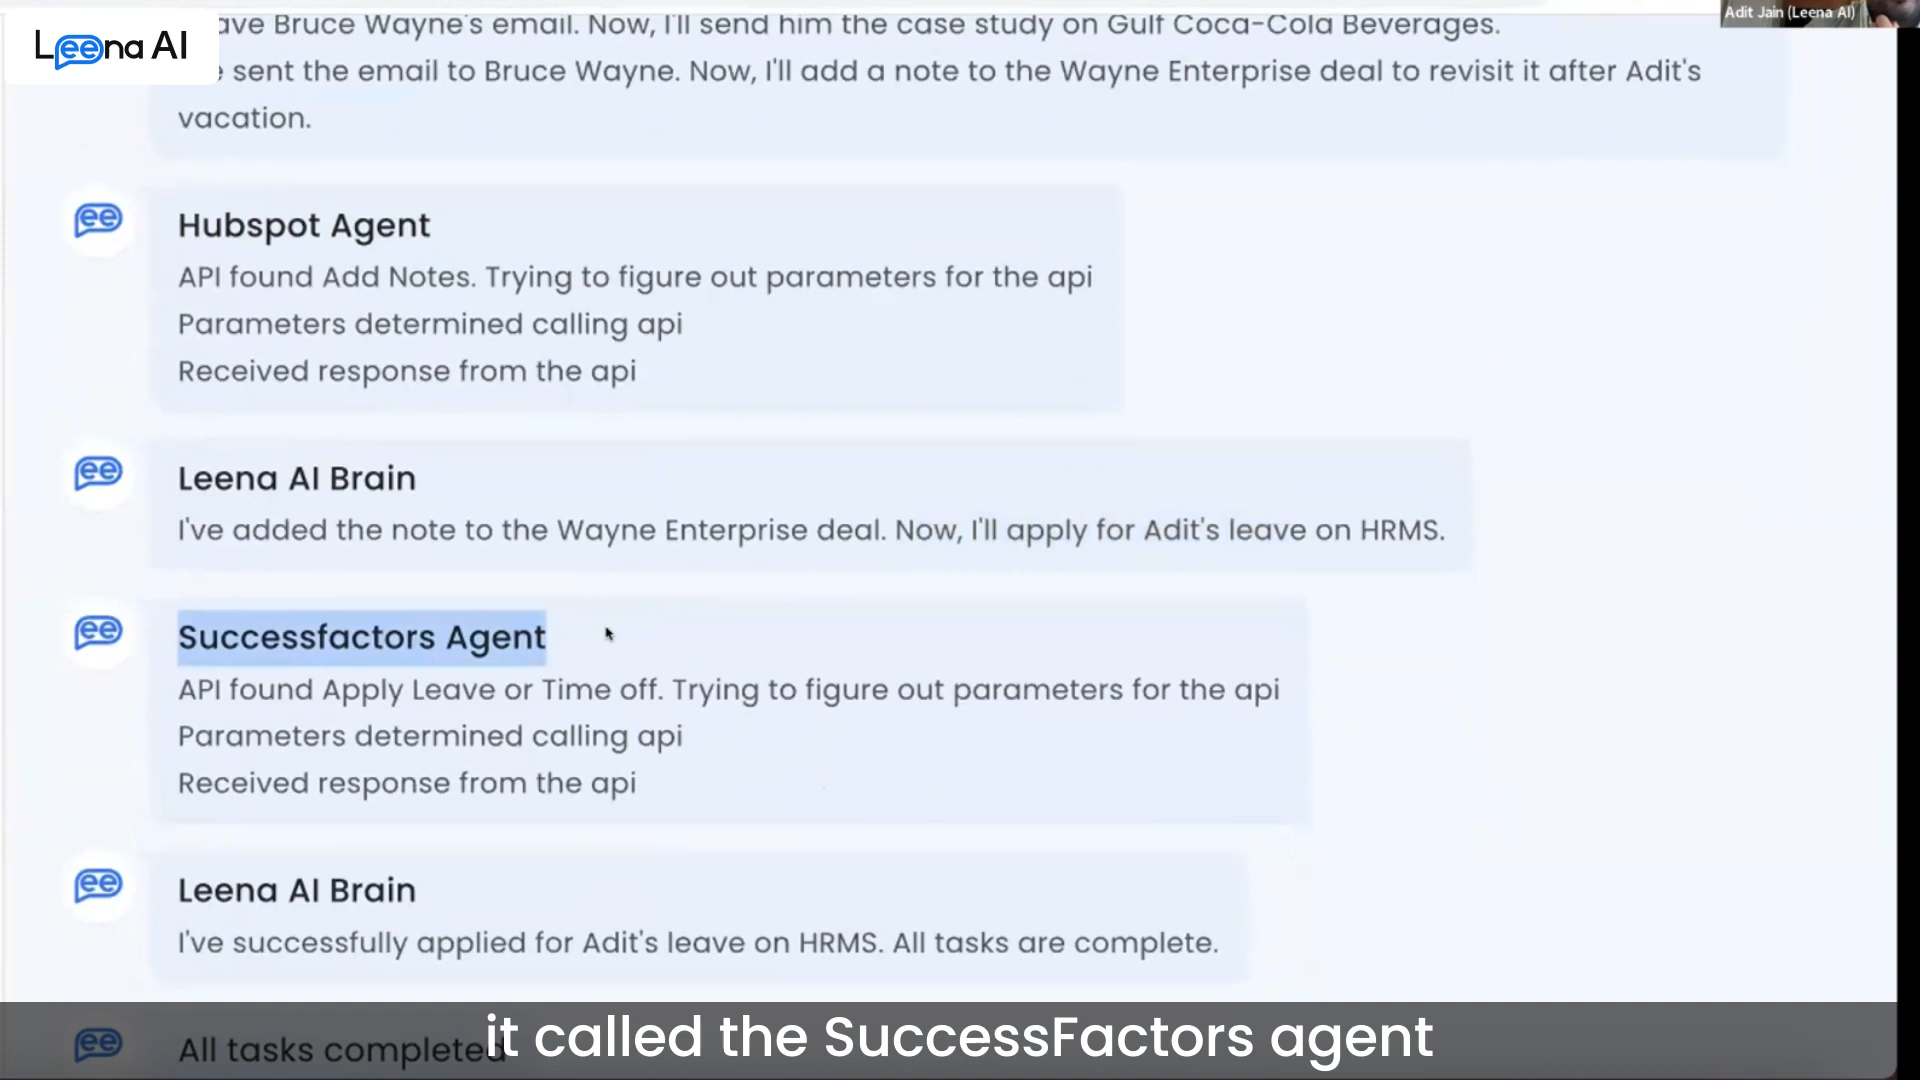 Adit Jain (Leena AI)
Leena AI
ave Bruce Wayne's email. Now, I'll send him the case study on Gulf Coca-Cola Beverages.
sent the email to Bruce Wayne. Now, I'll add a note to the Wayne Enterprise deal to revisit it after Adit's
vacation.
Hubspot Agent
API found Add Notes. Trying to figure out parameters for the api
Parameters determined calling api
Received response from the api
Leena AI Brain
I've added the note to the Wayne Enterprise deal. Now, I'll apply for Adit's leave on HRMS.
Successfactors Agent
API found Apply Leave or Time off. Trying to figure out parameters for the api
Parameters determined calling api
Received response from the api
Leena AI Brain
I've successfully applied for Adit's leave on HRMS. All tasks are complete.
All tasks completed
it called the SuccessFactors agent